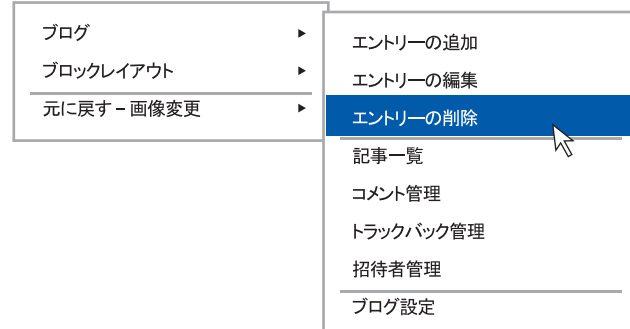 ブログ
ブロックレイアウト
元に戻す – 画像変更
エントリーの追加
エントリーの編集
エントリーの削除
記事一覧
コメント管理
トラックバック管理
招待者管理
ブログ設定